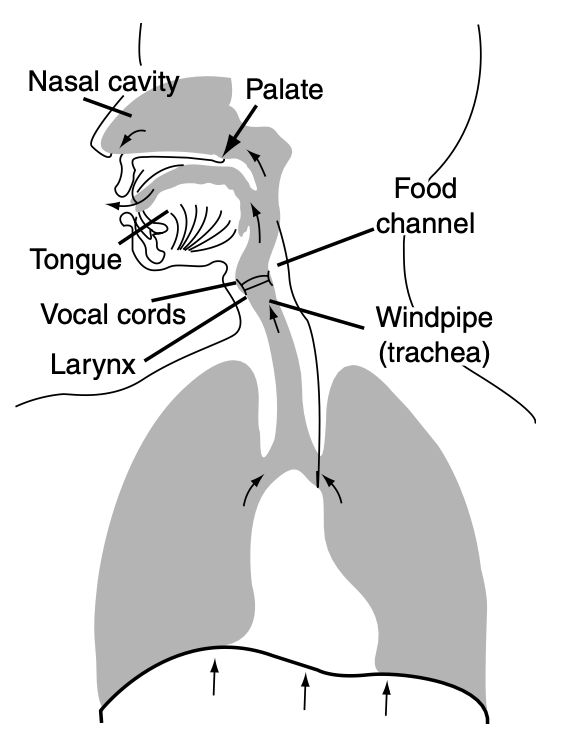 Nasal cavity
Palate
Food
channel
Tongue
Vocal cords
Larynx
Windpipe
(trachea)